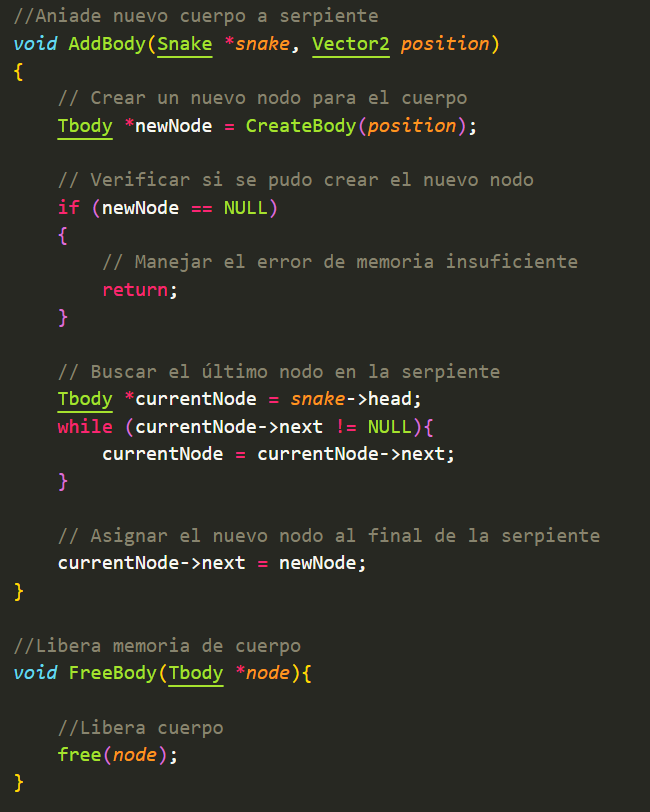 //Aniade nuevo cuerpo a serpiente
void AddBody(Snake *snake, Vector2 position)
{
    // Crear un nuevo nodo para el cuerpo
    Tbody *newNode = CreateBody(position);

    // Verificar si se pudo crear el nuevo nodo
    if (newNode == NULL)
    {
        // Manejar el error de memoria insuficiente
        return;
    }

    // Buscar el último nodo en la serpiente
    Tbody *currentNode = snake->head;
    while (currentNode->next != NULL){
        currentNode = currentNode->next;
    }

    // Asignar el nuevo nodo al final de la serpiente
    currentNode->next = newNode;
}

//Libera memoria de cuerpo
void FreeBody(Tbody *node){

    //Libera cuerpo
    free(node);
}